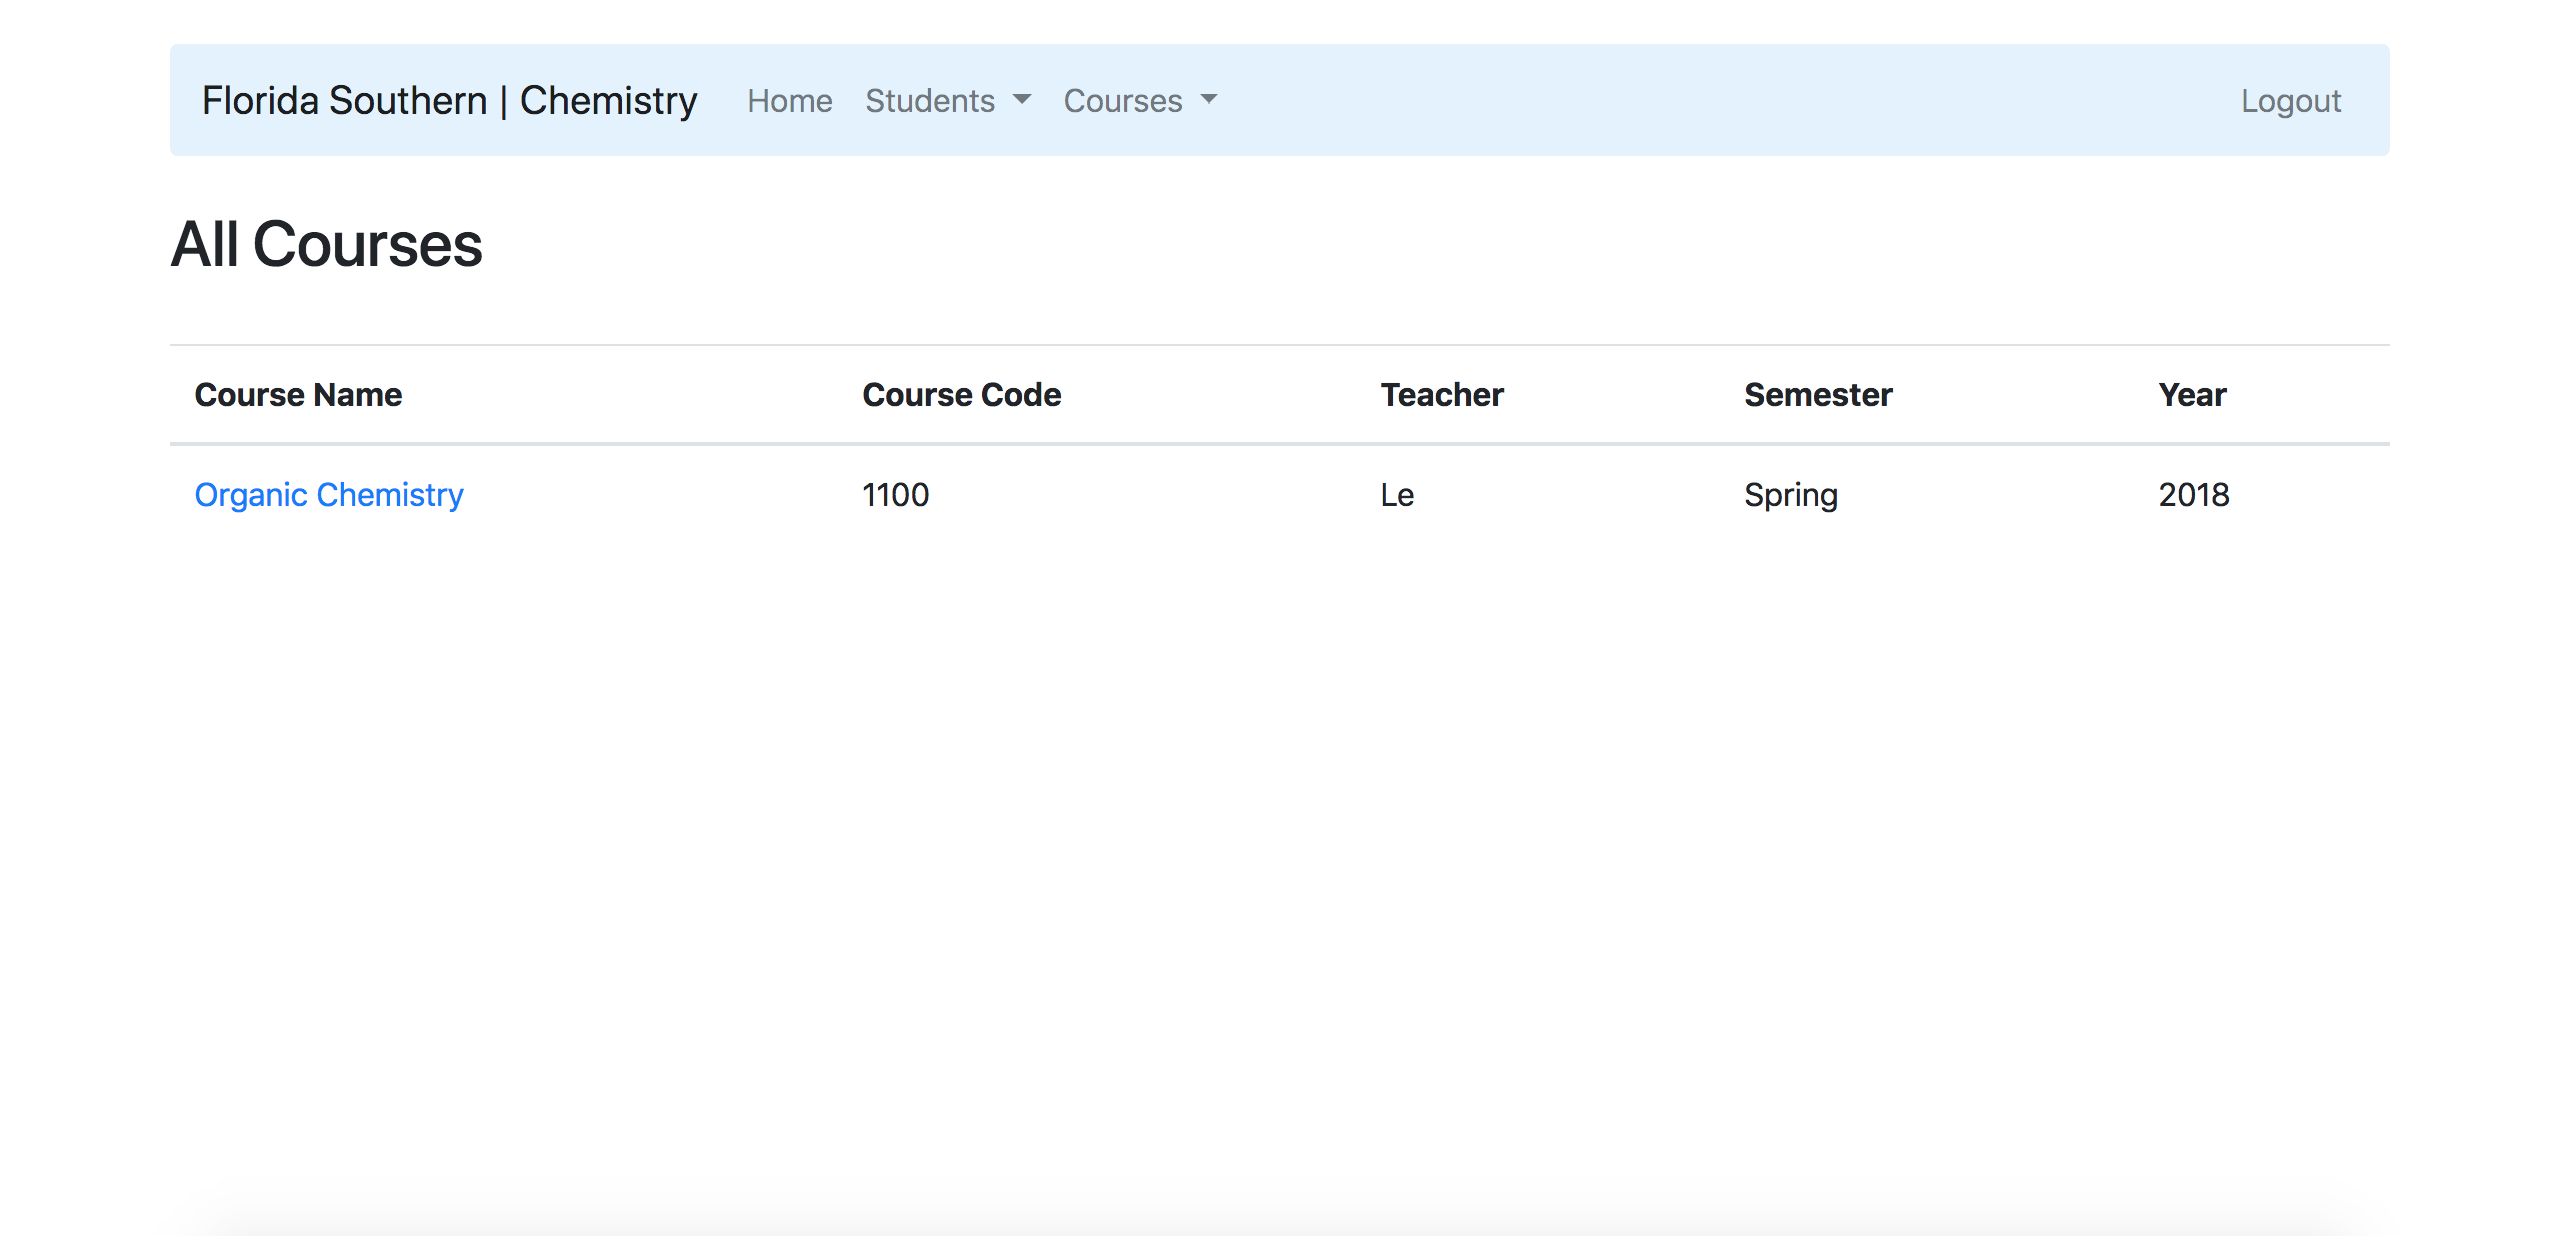 Florida Southern | Chemistry Home Students Courses Logout
All Courses
Course Name Course Code Teacher Semester Year
Organic Chemistry 1100 Le Spring 2018